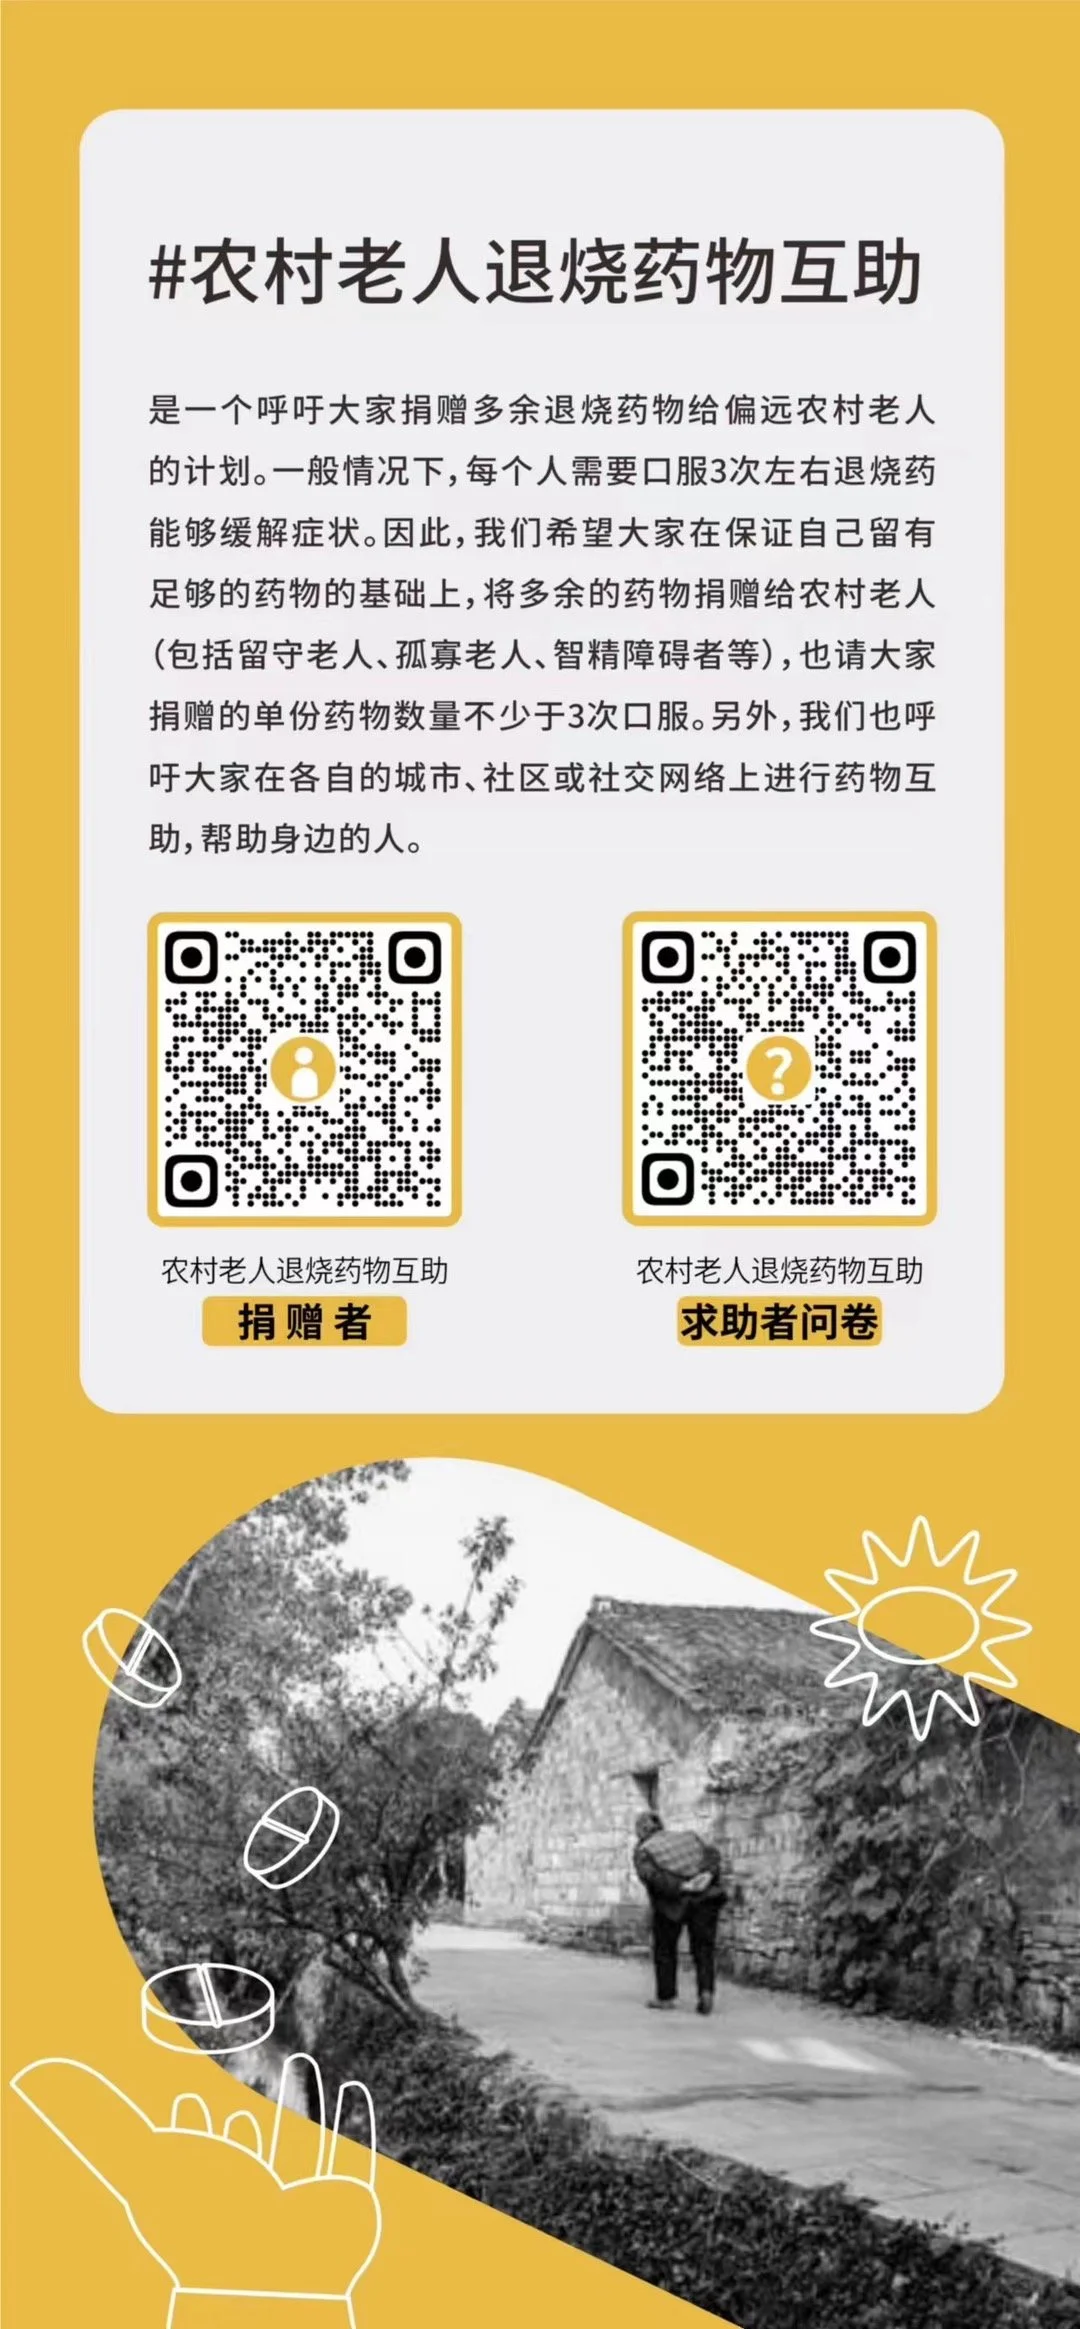 #农村老人退烧药物互助
是一个呼吁大家捐赠多余退烧药物给偏远农村老人
的计划。一般情况下，每个人需要口服3次左右退烧药
能够缓解症状。因此，我们希望大家在保证自己留有
足够的药物的基础上，将多余的药物捐赠给农村老人
（包括留守老人、孤寡老人、智精障碍者等），也请大家
捐赠的单份药物数量不少于3次口服。另外，我们也呼
吁大家在各自的城市、社区或社交网络上进行药物互
助，帮助身边的人。
农村老人退烧药物互助
捐赠者
农村老人退烧药物互助
求助者问卷